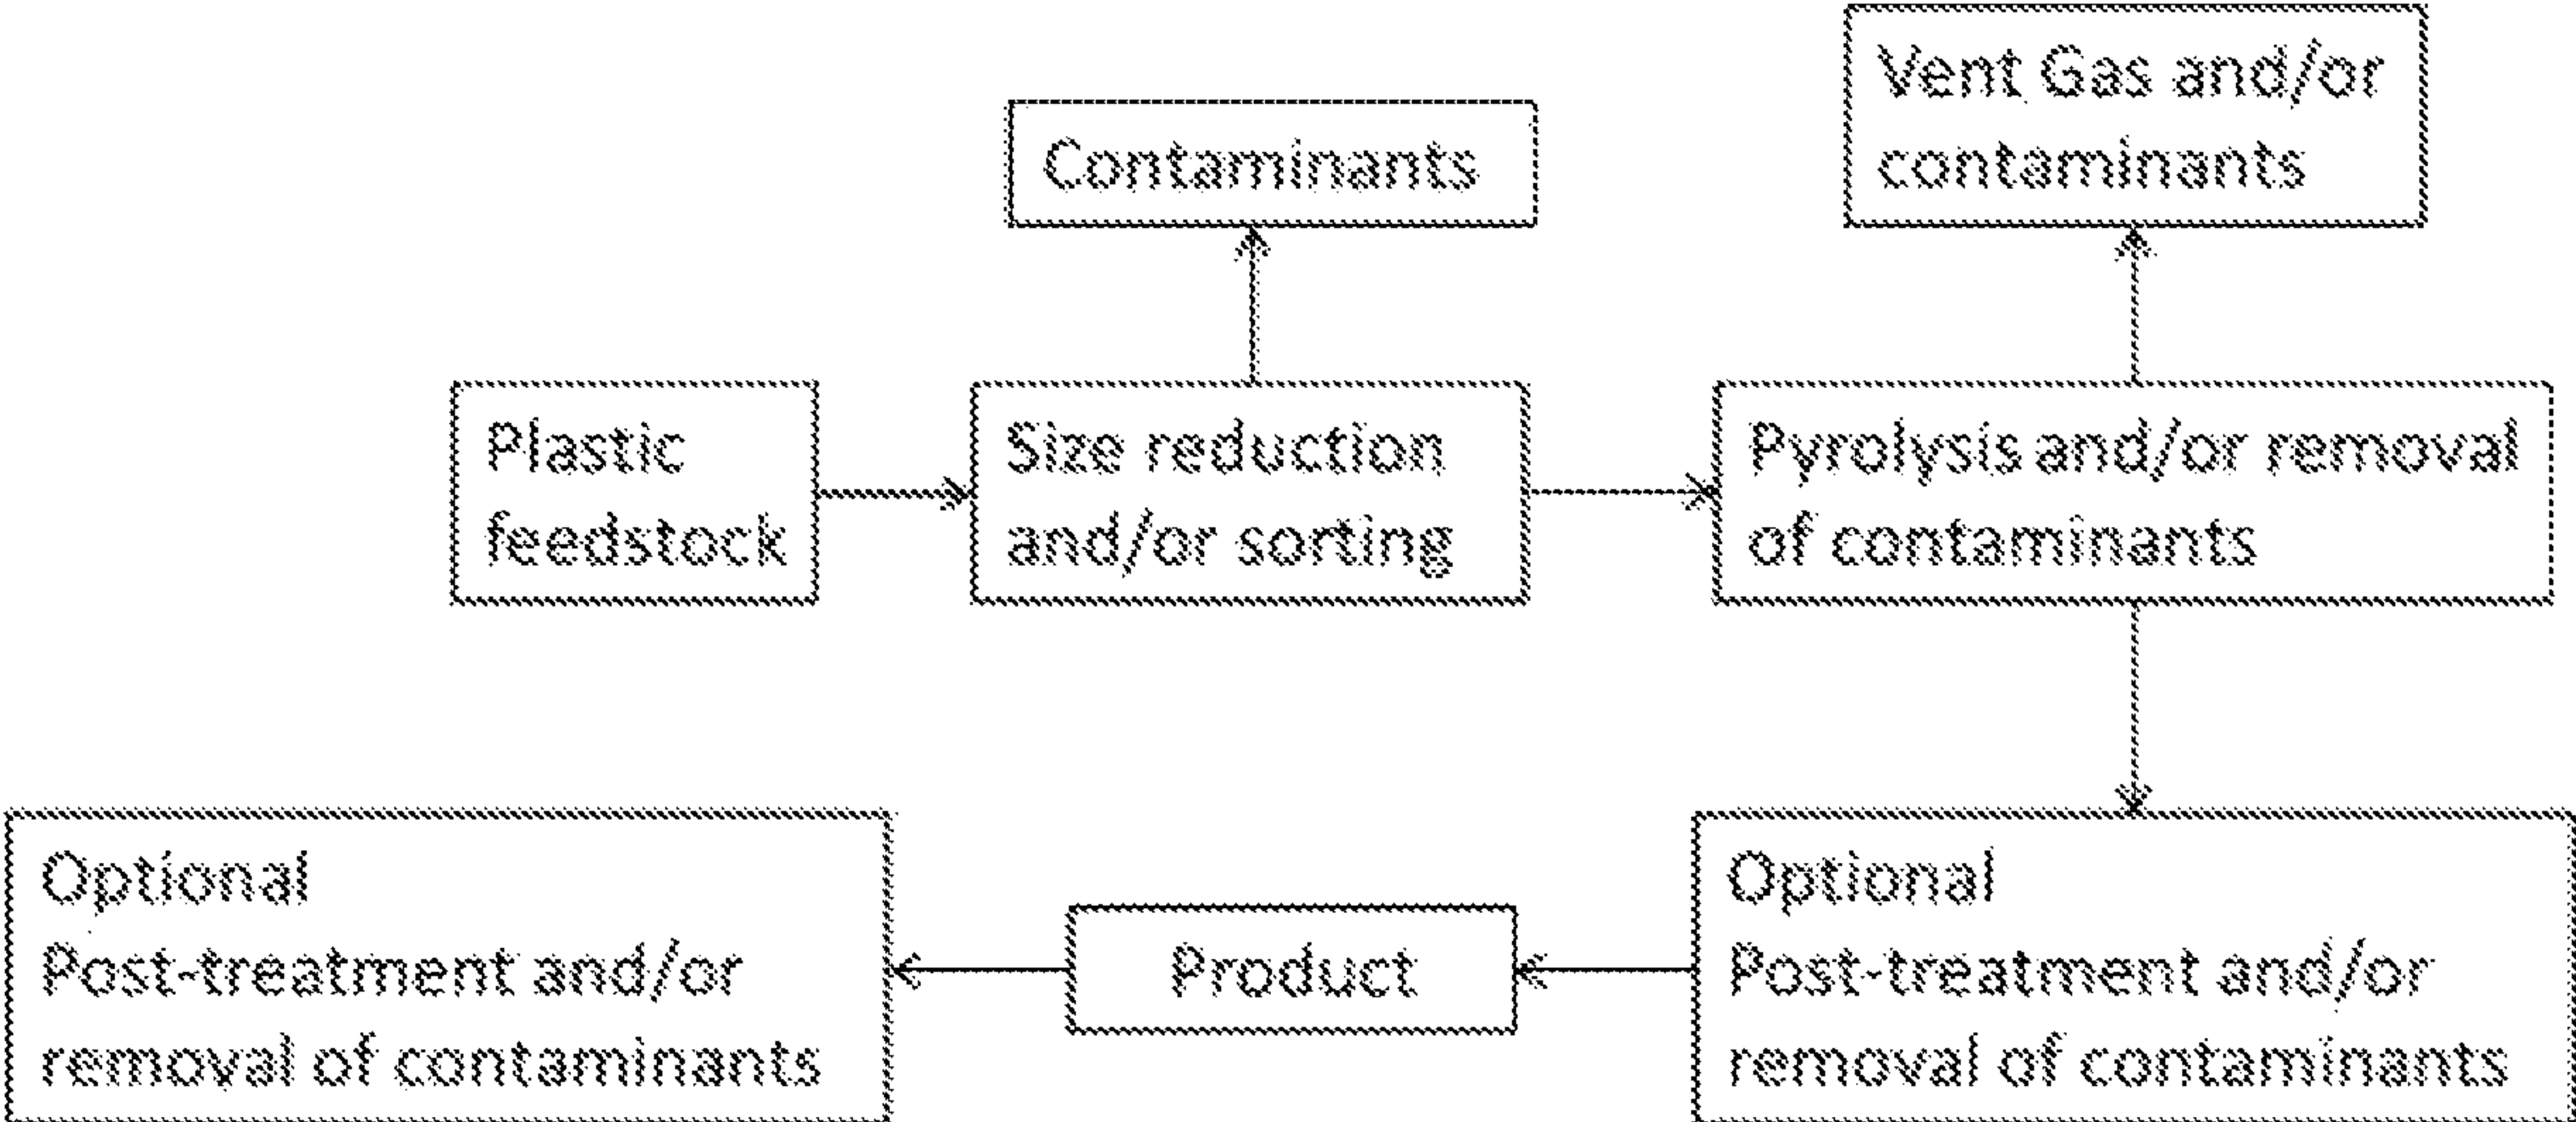 Vent Gas and/or
contaminants
Contaminants
Plastic
feedstock
Size reduction
and/or sorting
Pyrolysis and/or removal
of contaminants
Optional
Post-treatment and/or
removal of contaminants
Product
Optional
Post-treatment and/or
removal of contaminants